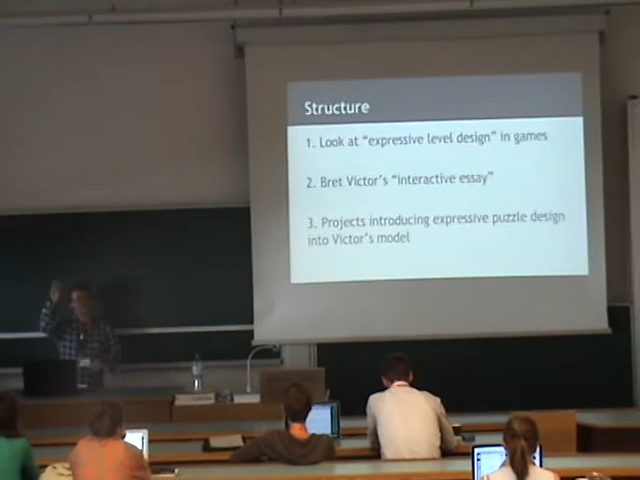 Structure
1. Look at "expressive level design" in games
2. Bret Victor's "interactive essay"
3. Projects introducing expressive puzzle design
into Victor's model